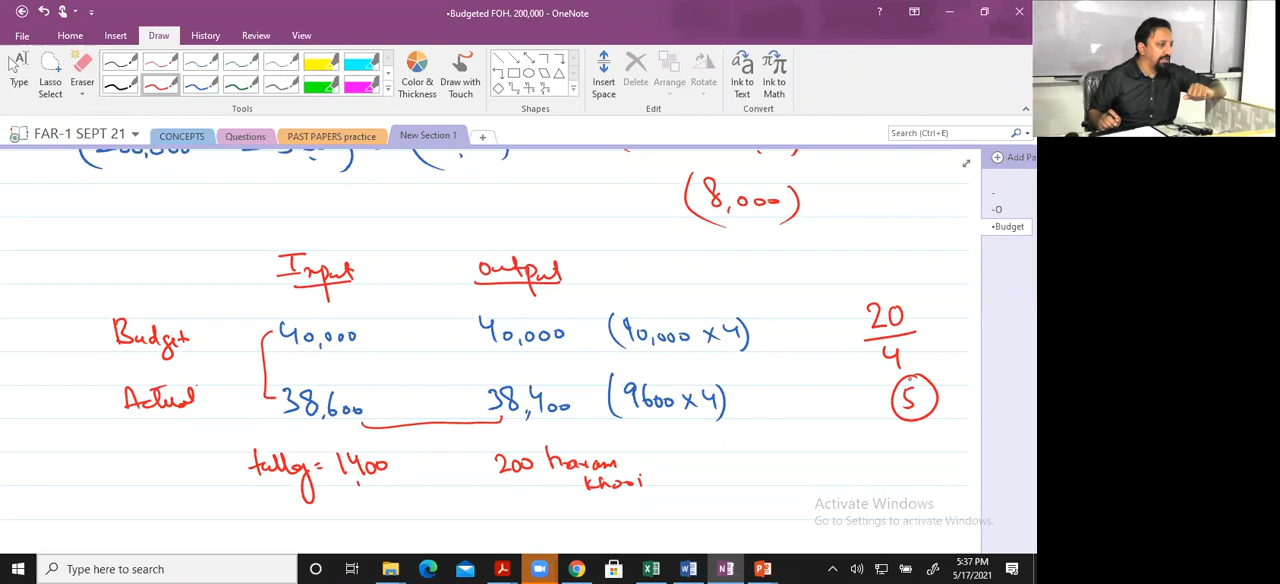 •Budgeted FOH. 200,000 - OneNote
?
File Home Insert Draw History Review View
Type
Lasso Select
Eraser
Color & Thickness
Draw with Touch
Insert Space
Delete
Arrange
Rotate
Ink to Text
Ink to Math
Tools Shapes Edit Convert
FAR-1 SEPT 21 CONCEPTS Questions PAST PAPERS practice New Section 1
Search (Ctrl+E)
Add Pa
-
-O
•Budget
(8,000)
Input output
Budget 40,000 40,000 (10,000 x 4)
20
4
Actual 38,600 38,400 (9600 x 4)
5
1400 200 haram
khori
Activate Windows
Go to Settings to activate Windows.
Type here to search
5:37 PM
5/17/2021